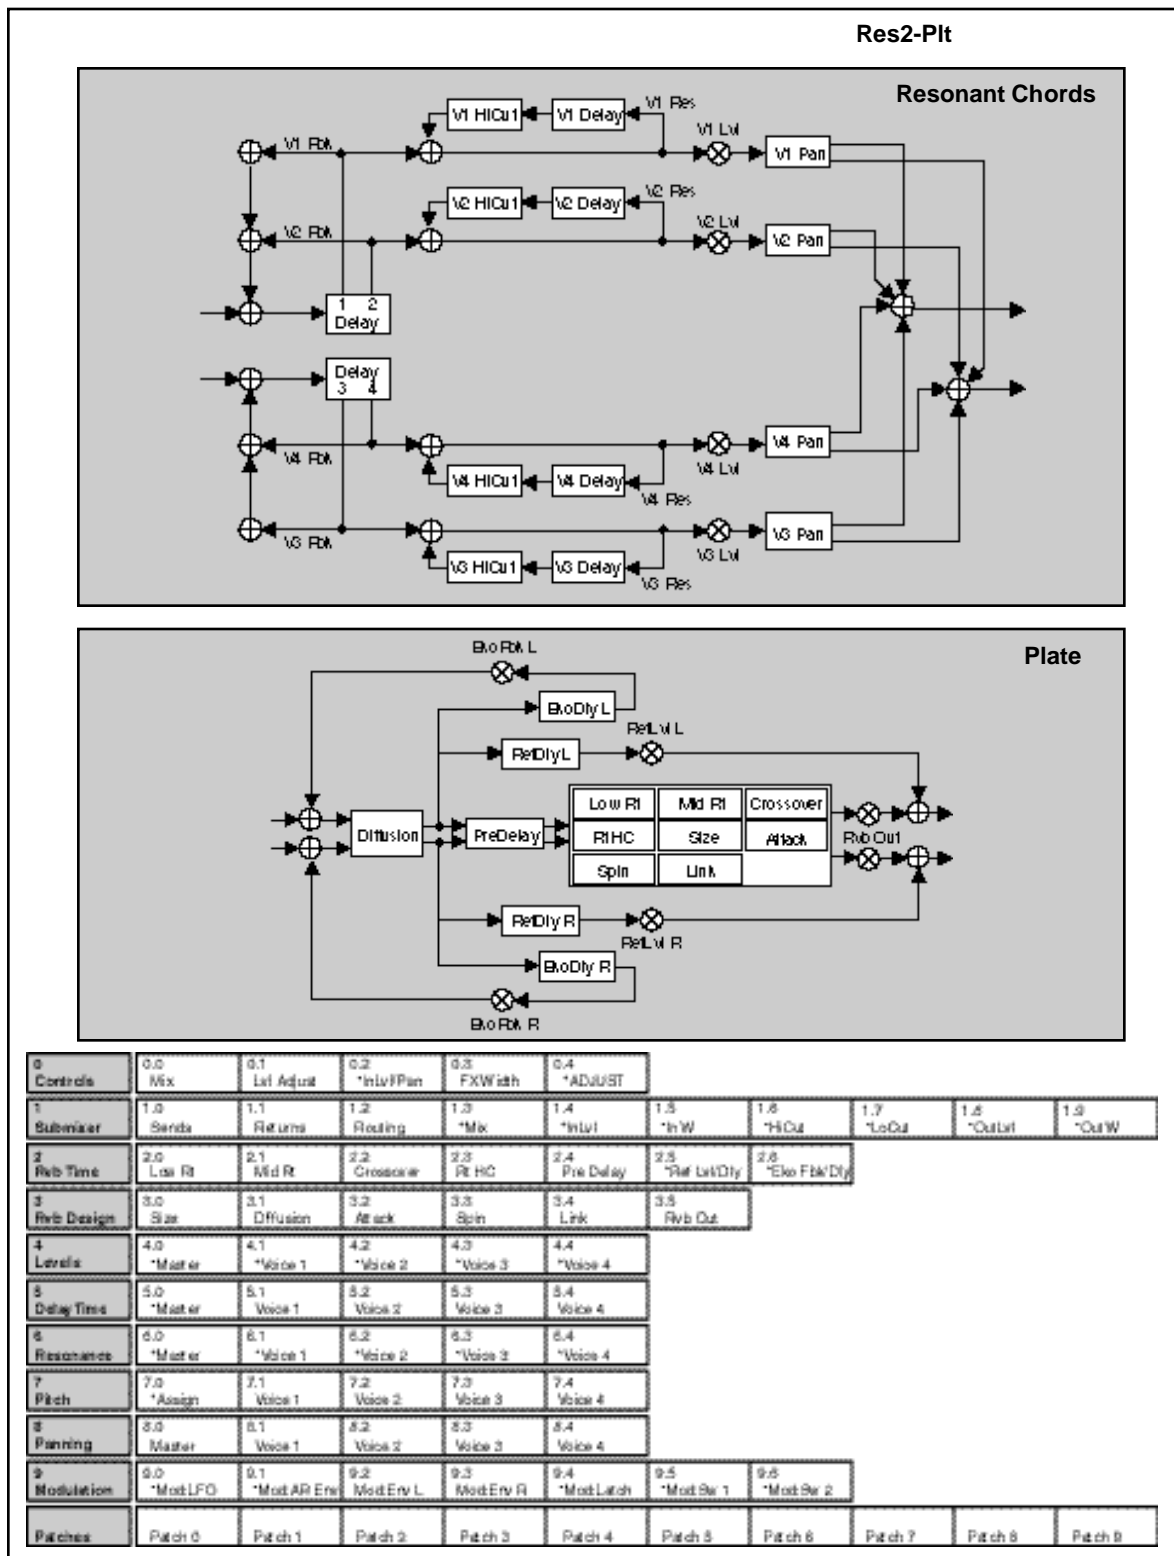 Res2-Plt
Resonant Chords
V1 HiCut
V1 Delay
V1 Res
V1 Lvl
V1 Fbk
V1 Pan
V2 HiCut
V2 Delay
V2 Res
V2 Lvl
V2 Fbk
V2 Pan
1 2
Delay
Delay
3 4
V4 Fbk
V4 Lvl
V4 Pan
V4 HiCut
V4 Delay
V4 Res
V3 Fbk
V3 Lvl
V3 Pan
V3 HiCut
V3 Delay
V3 Res
Plate
Eko Fbk L
EkoDly L
RefLvl L
RefDlyL
Low Rt
Mid Rt
Crossover
Diffusion
PreDelay
RtHC
Size
Attack
Rvb Out
Spin
Link
RefDly R
RefLvl R
EkoDly R
Eko Fbk R
0 Controls 0.0 Mix 0.1 Lvl Adjust 0.2 *InLvl/Pan 0.3 FXWidth 0.4 *ADJUST
1 Submixer 1.0 Sends 1.1 Returns 1.2 Routing 1.3 *Mix 1.4 *InLvl 1.5 *InW 1.6 *HiCut 1.7 *LoCut 1.8 *OutLvl 1.9 *OutW
2 Rvb Time 2.0 Low Rt 2.1 Mid Rt 2.2 Crossover 2.3 Rt HC 2.4 Pre Delay 2.5 *Ref Lvl/Dly 2.6 *Eko Fbk/Dly
3 Rvb Design 3.0 Size 3.1 Diffusion 3.2 Attack 3.3 Spin 3.4 Link 3.5 Rvb Out
4 Levels 4.0 *Master 4.1 *Voice 1 4.2 *Voice 2 4.3 *Voice 3 4.4 *Voice 4
5 Delay Time 5.0 *Master 5.1 Voice 1 5.2 Voice 2 5.3 Voice 3 5.4 Voice 4
6 Resonance 6.0 *Master 6.1 *Voice 1 6.2 *Voice 2 6.3 *Voice 3 6.4 *Voice 4
7 Pitch 7.0 *Assign 7.1 Voice 1 7.2 Voice 2 7.3 Voice 3 7.4 Voice 4
8 Panning 8.0 Master 8.1 Voice 1 8.2 Voice 2 8.3 Voice 3 8.4 Voice 4
9 Modulation 9.0 *Mod:LFO 9.1 *Mod:AR Env 9.2 Mod:Env L 9.3 Mod:Env R 9.4 *Mod:Latch 9.5 *Mod:Sw 1 9.6 *Mod:Sw 2
Patches Patch 0 Patch 1 Patch 2 Patch 3 Patch 4 Patch 5 Patch 6 Patch 7 Patch 8 Patch 9